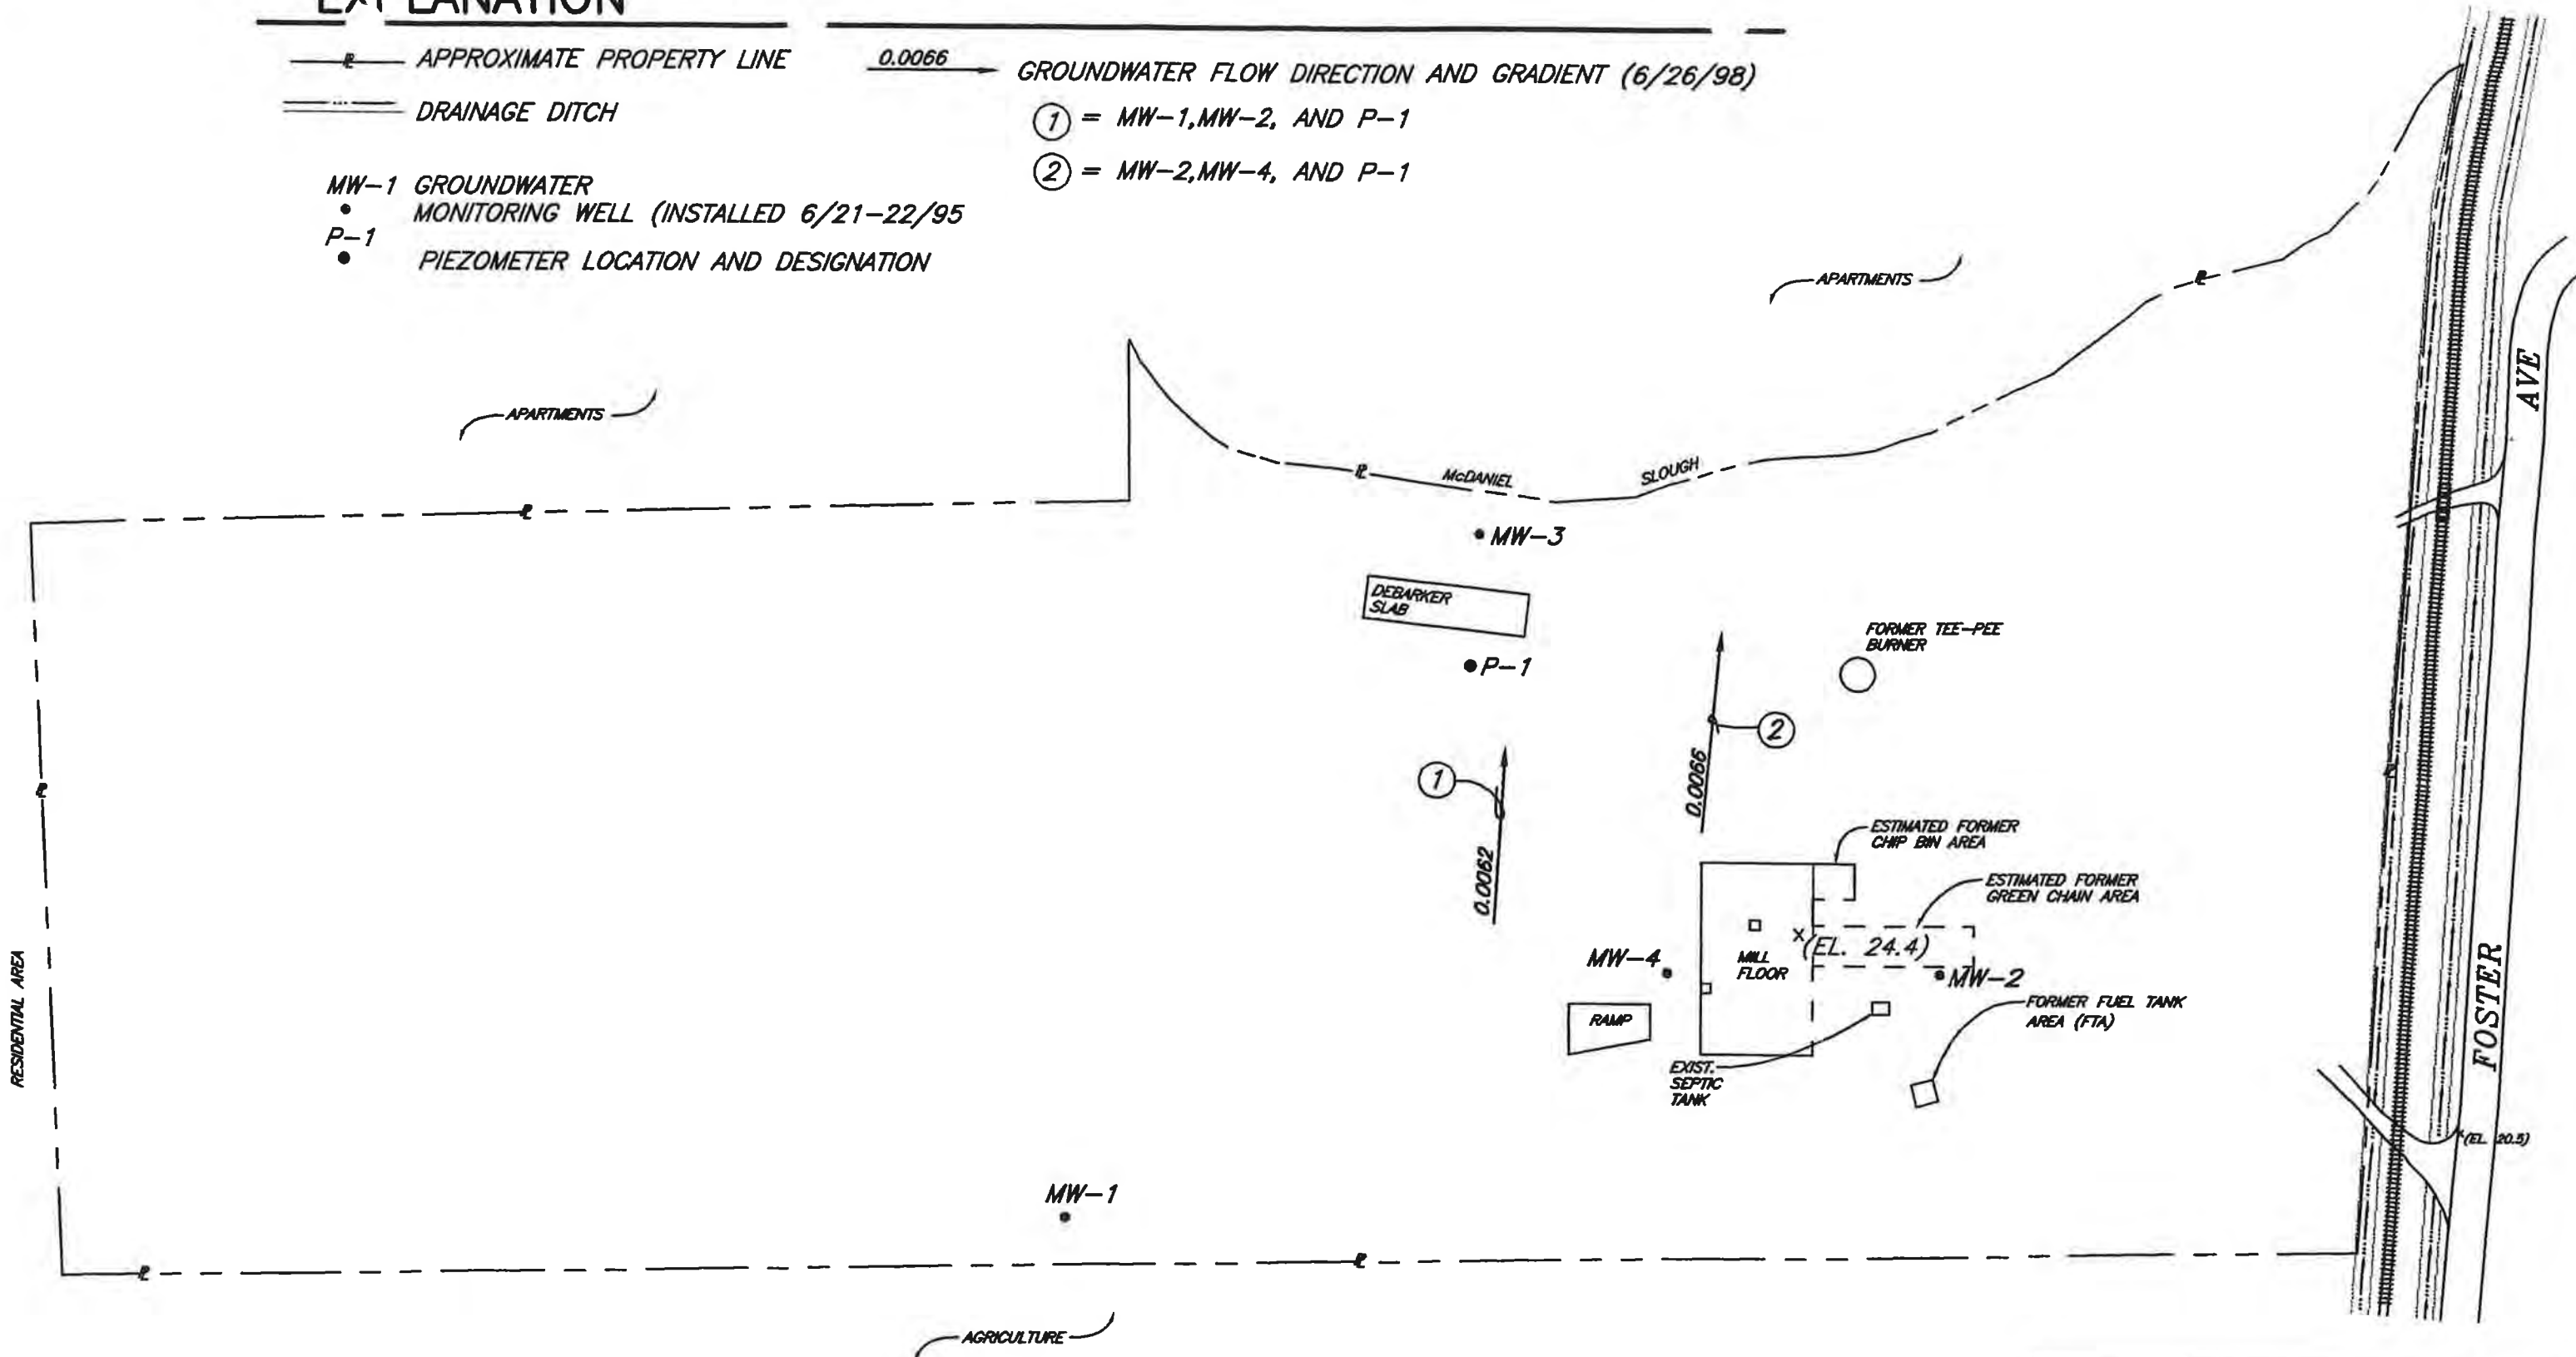 EXPLANATION
APPROXIMATE PROPERTY LINE
DRAINAGE DITCH
MW-1 GROUNDWATER
MONITORING WELL (INSTALLED 6/21-22/95
P-1
PIEZOMETER LOCATION AND DESIGNATION
0.0066
GROUNDWATER FLOW DIRECTION AND GRADIENT (6/26/98)
1 = MW-1,MW-2, AND P-1
2 = MW-2,MW-4, AND P-1
APARTMENTS
APARTMENTS
McDANIEL
SLOUGH
MW-3
DEBARKER
SLAB
P-1
FORMER TEE-PEE
BURNER
2
0.0066
1
0.0062
ESTIMATED FORMER
CHIP BIN AREA
ESTIMATED FORMER
GREEN CHAIN AREA
x
(EL. 24.4)
MW-4
MILL
FLOOR
MW-2
RAMP
FORMER FUEL TANK
AREA (FTA)
EXIST.
SEPTIC
TANK
MW-1
RESIDENTIAL AREA
AGRICULTURE
FOSTER AVE
x(EL. 20.5)